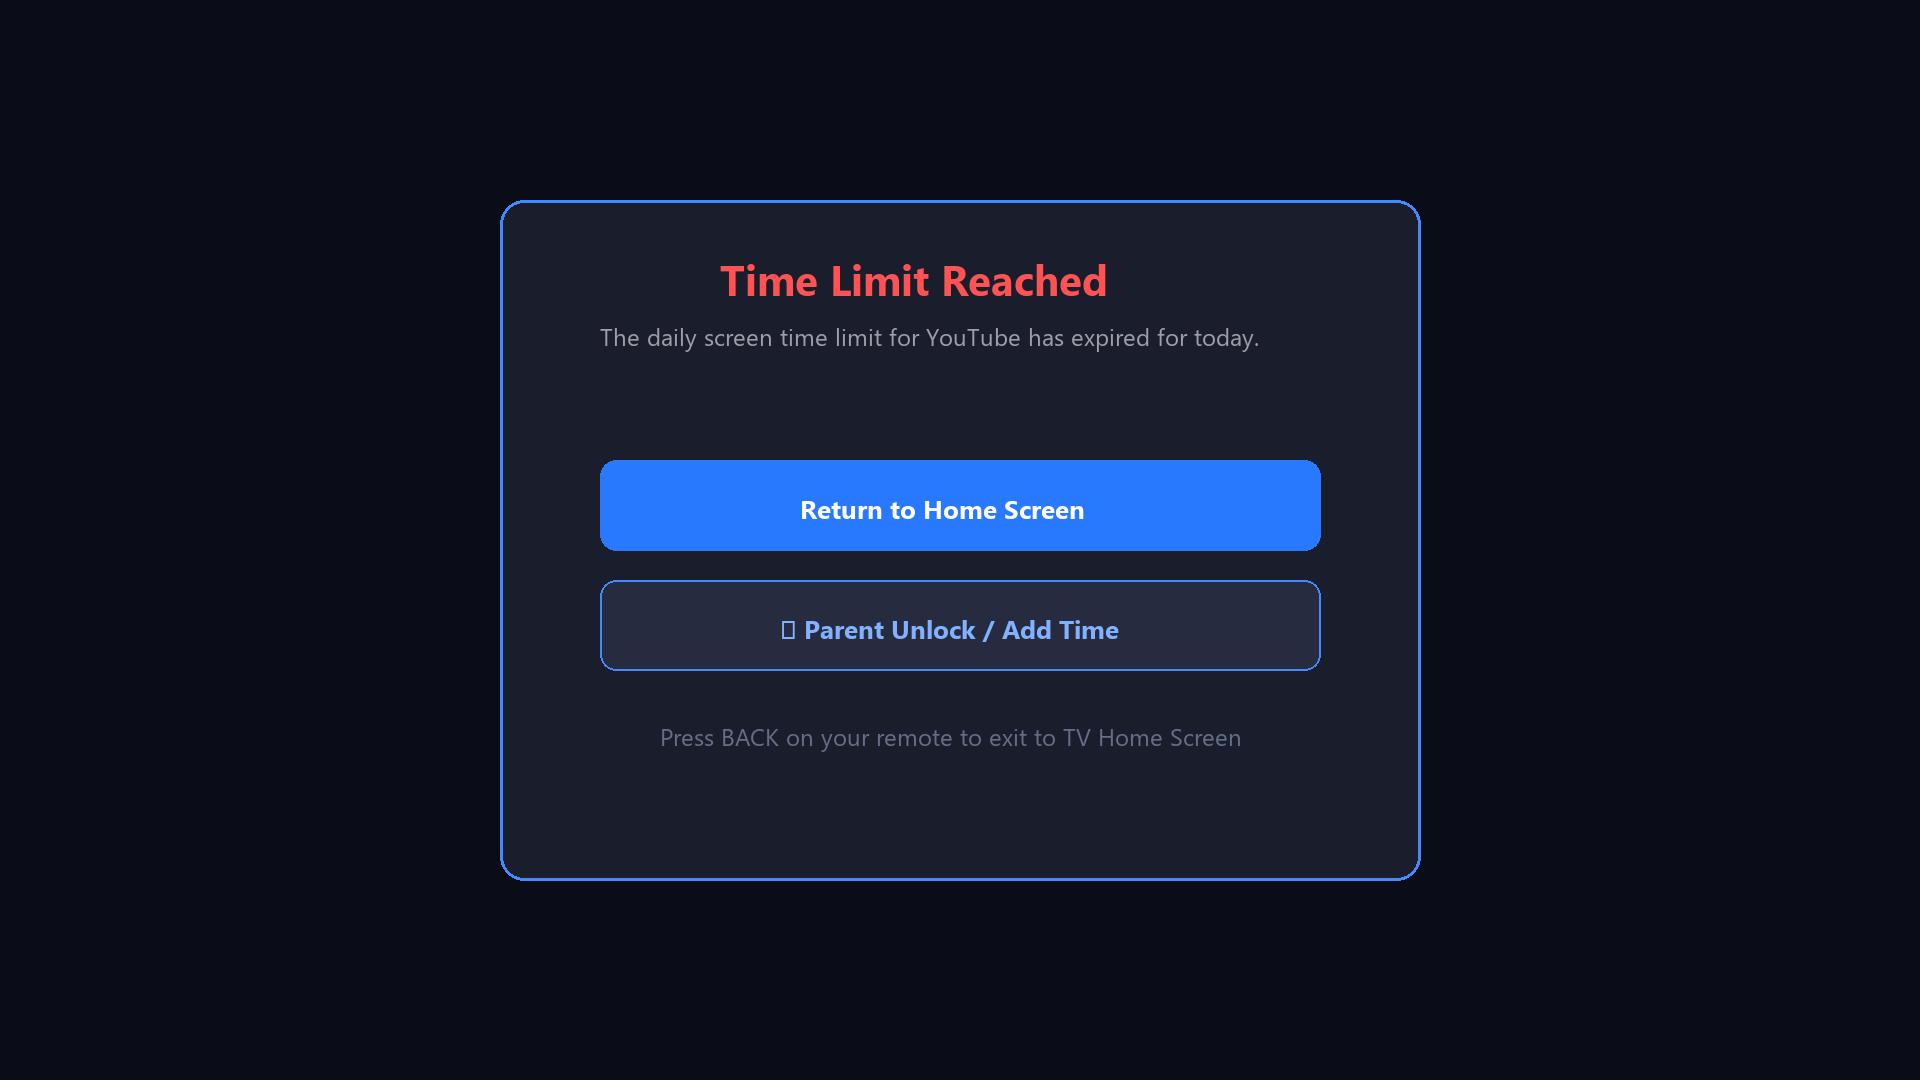 Time Limit Reached
The daily screen time limit for YouTube has expired for today.
Return to Home Screen
Parent Unlock / Add Time
Press BACK on your remote to exit to TV Home Screen